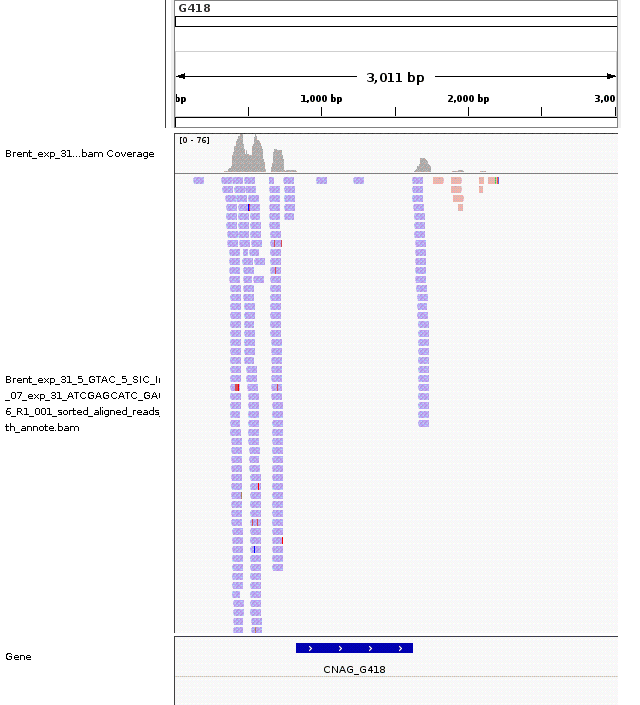 G418
3,011 bp
bp
1,000 bp
2,000 bp
3,00
[0 - 76]
Brent_exp_31...bam Coverage
Brent_exp_31_5_GTAC_5_SIC_I
_07_exp_31_ATCGAGCATC_GA
6_R1_001_sorted_aligned_reads_
th_annote.bam
Gene
CNAG_G418